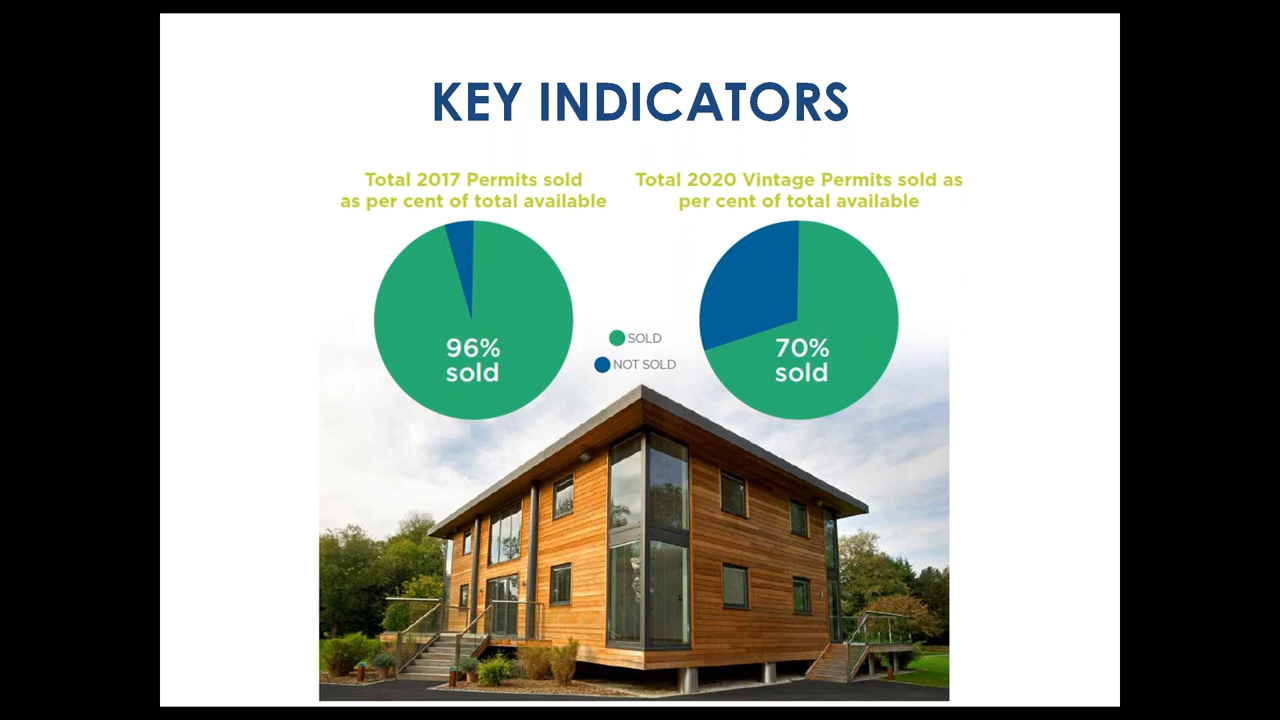 KEY INDICATORS
Total 2017 Permits sold
as per cent of total available
Total 2020 Vintage Permits sold as
per cent of total available
96%
sold
SOLD
NOT SOLD
70%
sold